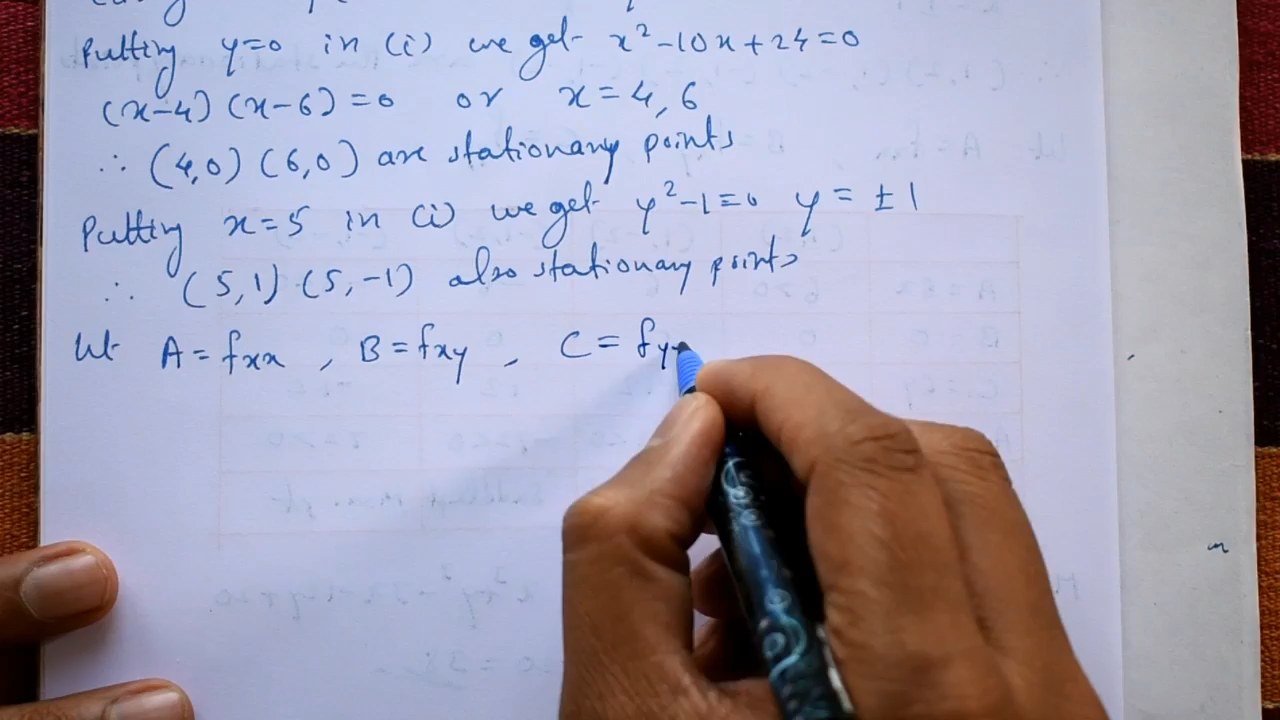 Putting y=0 in (i) we get x²-10x+24=0
(x-4)(x-6)=0 or x=4,6
∴ (4,0) (6,0) are stationary points
Putting x=5 in (i) we get y²-1=0 y=±1
∴ (5,1) (5,-1) also stationary points
let A=fxx , B=fxy , C=fyy